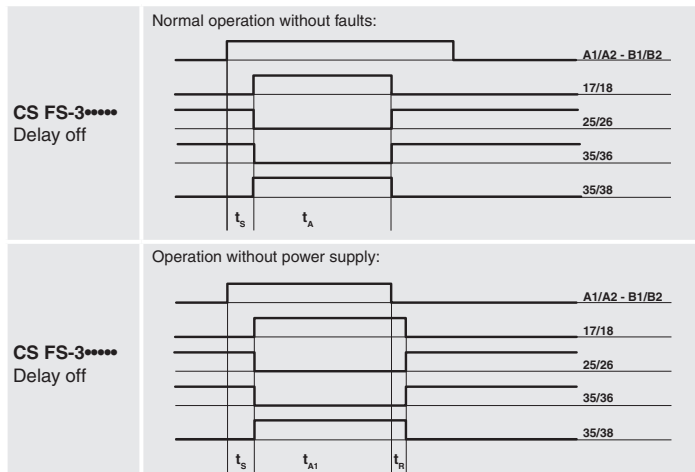 Normal operation without faults:
CS FS-3•••••
Delay off
A1/A2 - B1/B2
17/18
25/26
35/36
35/38
tS
tA
Operation without power supply:
CS FS-3•••••
Delay off
A1/A2 - B1/B2
17/18
25/26
35/36
35/38
tS
tA1
tR